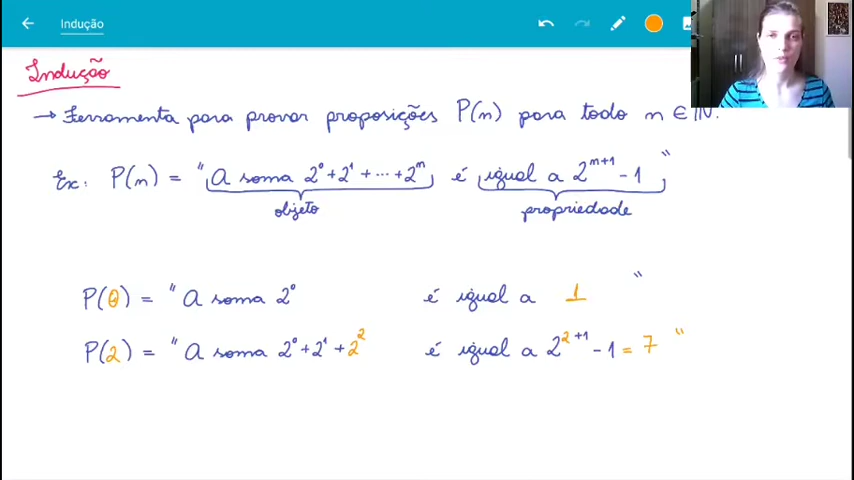 Indução
Indução
→ Ferramenta para provar proposições P(n) para todo n ∈ ℕ.
Ex: P(n) = "A soma 2⁰ + 2¹ + ... + 2ⁿ é igual a 2ⁿ⁺¹ - 1"
objeto propriedade
P(0) = "A soma 2⁰ é igual a 1"
P(2) = "A soma 2⁰ + 2¹ + 2² é igual a 2²⁺¹ - 1 = 7"